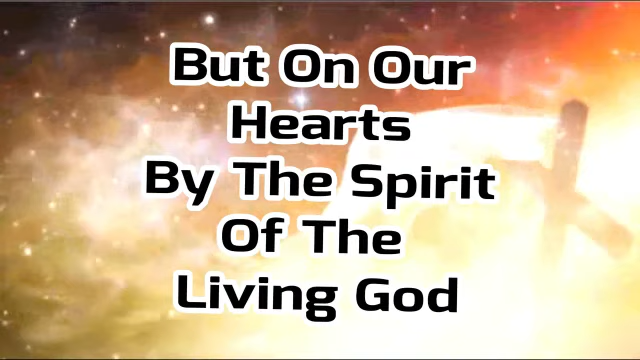 But On Our
Hearts
By The Spirit
Of The
Living God